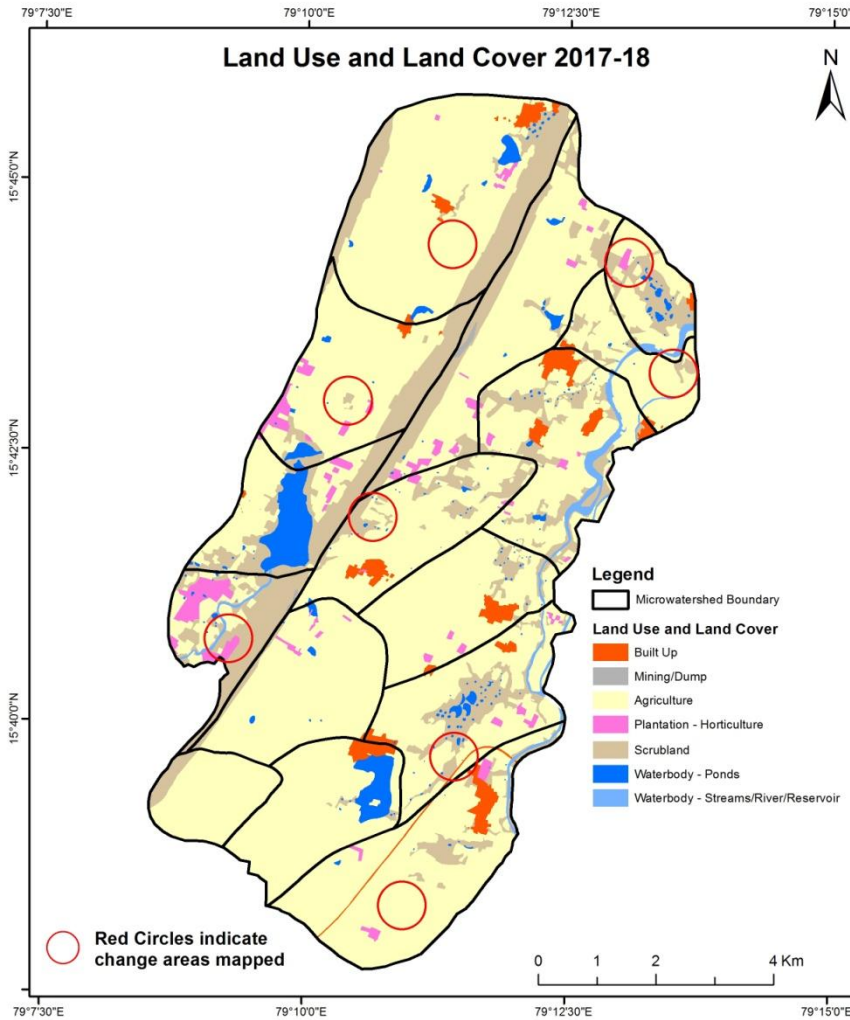 79°7'30"E
79°10'0"E
79°12'30"E
79°15'0"E
Land Use and Land Cover 2017-18
N
15°45'0"N
15°42'30"N
15°40'0"N
Legend
Microwatershed Boundary
Land Use and Land Cover
Built Up
Mining/Dump
Agriculture
Plantation - Horticulture
Scrubland
Waterbody - Ponds
Waterbody - Streams/River/Reservoir
Red Circles indicate
change areas mapped
0 1 2 4 Km
79°7'30"E
79°10'0"E
79°12'30"E
79°15'0"E